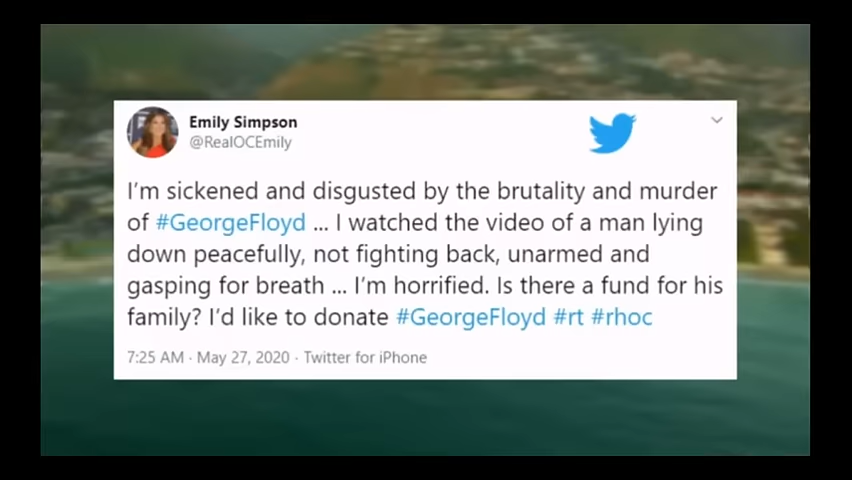 Emily Simpson
@RealOCEmily
I'm sickened and disgusted by the brutality and murder
of #GeorgeFloyd ... I watched the video of a man lying
down peacefully, not fighting back, unarmed and
gasping for breath ... I'm horrified. Is there a fund for his
family? I'd like to donate #GeorgeFloyd #rt #rhoc
7:25 AM · May 27, 2020 · Twitter for iPhone